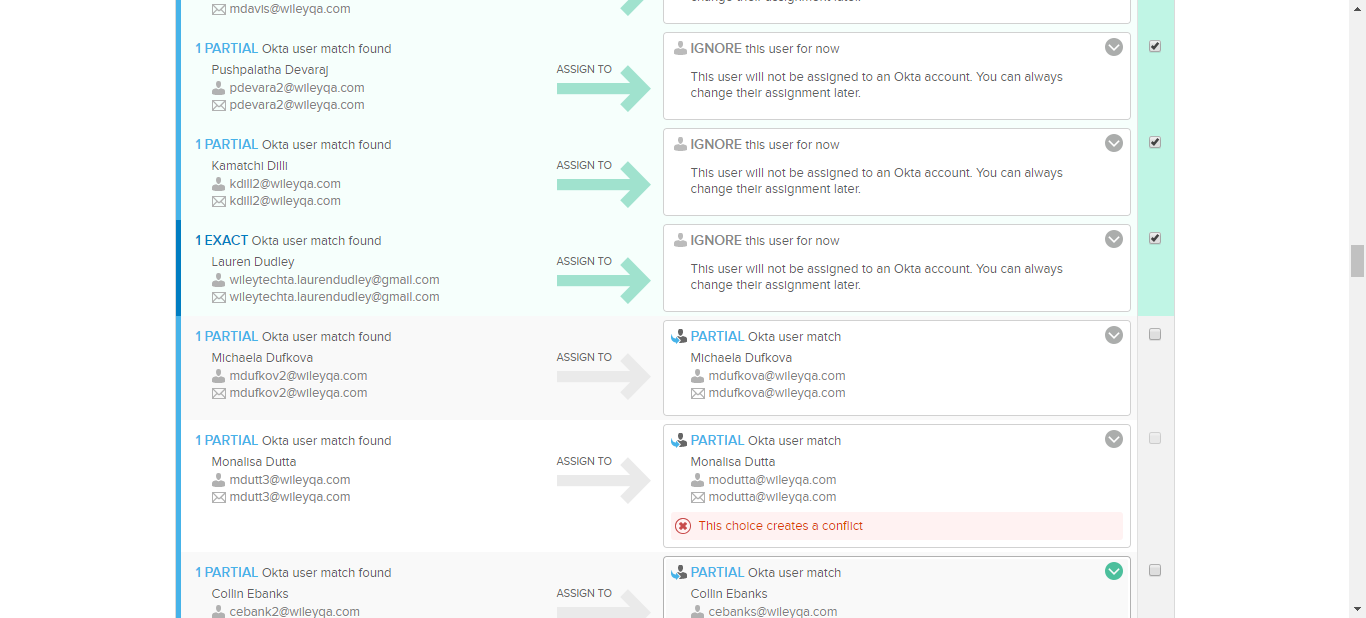 mdavis@wileyqa.com
change their assignment later.
1 PARTIAL Okta user match found
Pushpalatha Devaraj
pdevara2@wileyqa.com
pdevara2@wileyqa.com
ASSIGN TO
IGNORE this user for now
This user will not be assigned to an Okta account. You can always
change their assignment later.
1 PARTIAL Okta user match found
Kamatchi Dilli
kdill2@wileyqa.com
kdill2@wileyqa.com
ASSIGN TO
IGNORE this user for now
This user will not be assigned to an Okta account. You can always
change their assignment later.
1 EXACT Okta user match found
Lauren Dudley
wileytechta.laurendudley@gmail.com
wileytechta.laurendudley@gmail.com
ASSIGN TO
IGNORE this user for now
This user will not be assigned to an Okta account. You can always
change their assignment later.
1 PARTIAL Okta user match found
Michaela Dufkova
mdufkov2@wileyqa.com
mdufkov2@wileyqa.com
ASSIGN TO
PARTIAL Okta user match
Michaela Dufkova
mdufkova@wileyqa.com
mdufkova@wileyqa.com
1 PARTIAL Okta user match found
Monalisa Dutta
mdutt3@wileyqa.com
mdutt3@wileyqa.com
ASSIGN TO
PARTIAL Okta user match
Monalisa Dutta
modutta@wileyqa.com
modutta@wileyqa.com
This choice creates a conflict
1 PARTIAL Okta user match found
Collin Ebanks
cebank2@wileyqa.com
ASSIGN TO
PARTIAL Okta user match
Collin Ebanks
cebanks@wileyqa.com